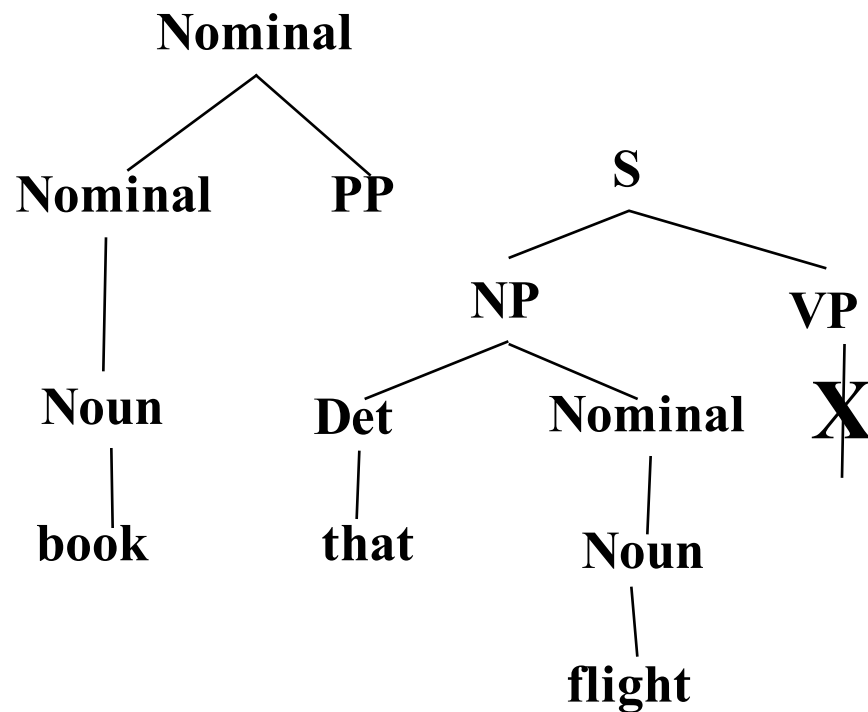 Nominal
Nominal PP
S
NP VP
Noun Det Nominal X
book that Noun
flight